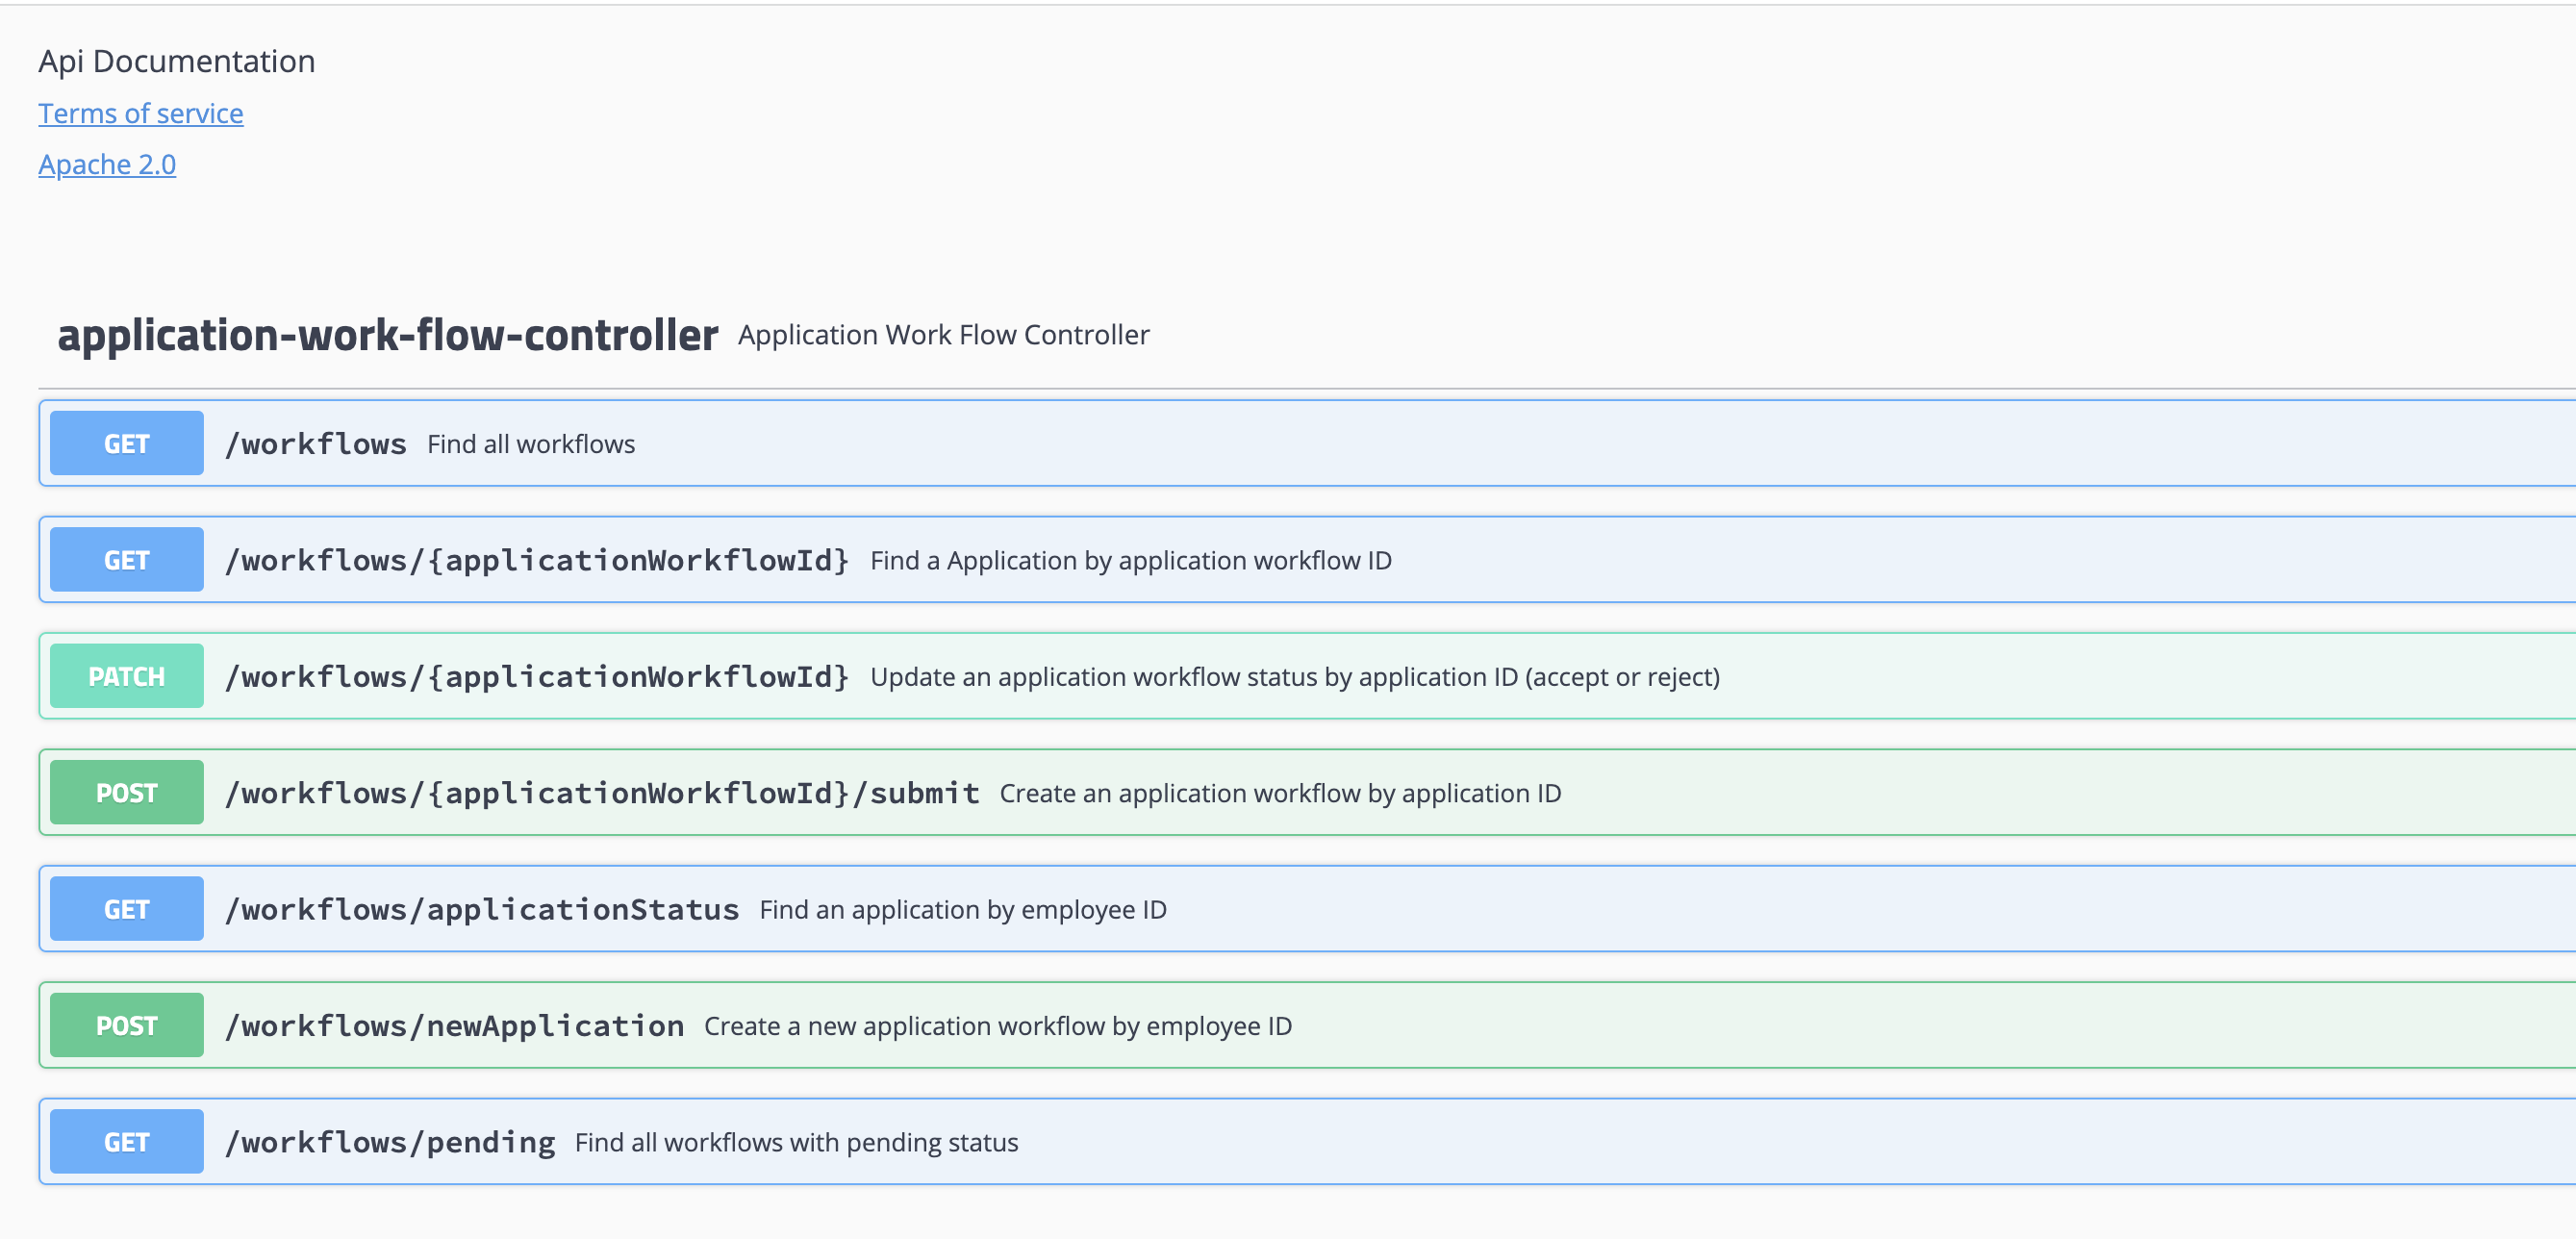 Api Documentation
Terms of service
Apache 2.0
application-work-flow-controller Application Work Flow Controller
GET /workflows Find all workflows
GET /workflows/{applicationWorkflowId} Find a Application by application workflow ID
PATCH /workflows/{applicationWorkflowId} Update an application workflow status by application ID (accept or reject)
POST /workflows/{applicationWorkflowId}/submit Create an application workflow by application ID
GET /workflows/applicationStatus Find an application by employee ID
POST /workflows/newApplication Create a new application workflow by employee ID
GET /workflows/pending Find all workflows with pending status